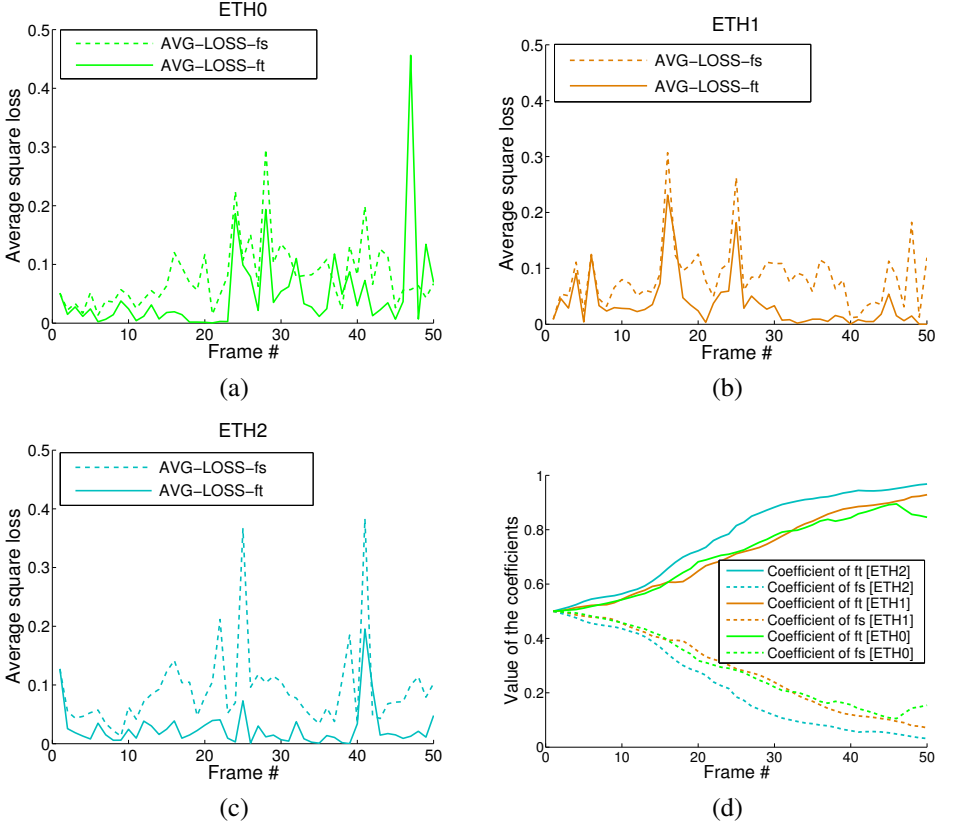 ETH0
AVG-LOSS-fs
AVG-LOSS-ft
Average square loss
0.5
0.4
0.3
0.2
0.1
0
0 10 20 30 40 50
Frame #
(a)
ETH1
AVG-LOSS-fs
AVG-LOSS-ft
Average square loss
0.5
0.4
0.3
0.2
0.1
0
0 10 20 30 40 50
Frame #
(b)
ETH2
AVG-LOSS-fs
AVG-LOSS-ft
Average square loss
0.5
0.4
0.3
0.2
0.1
0
0 10 20 30 40 50
Frame #
(c)
Value of the coefficients
1
0.8
0.6
0.4
0.2
0
Coefficient of ft [ETH2]
Coefficient of fs [ETH2]
Coefficient of ft [ETH1]
Coefficient of fs [ETH1]
Coefficient of ft [ETH0]
Coefficient of fs [ETH0]
0 10 20 30 40 50
Frame #
(d)